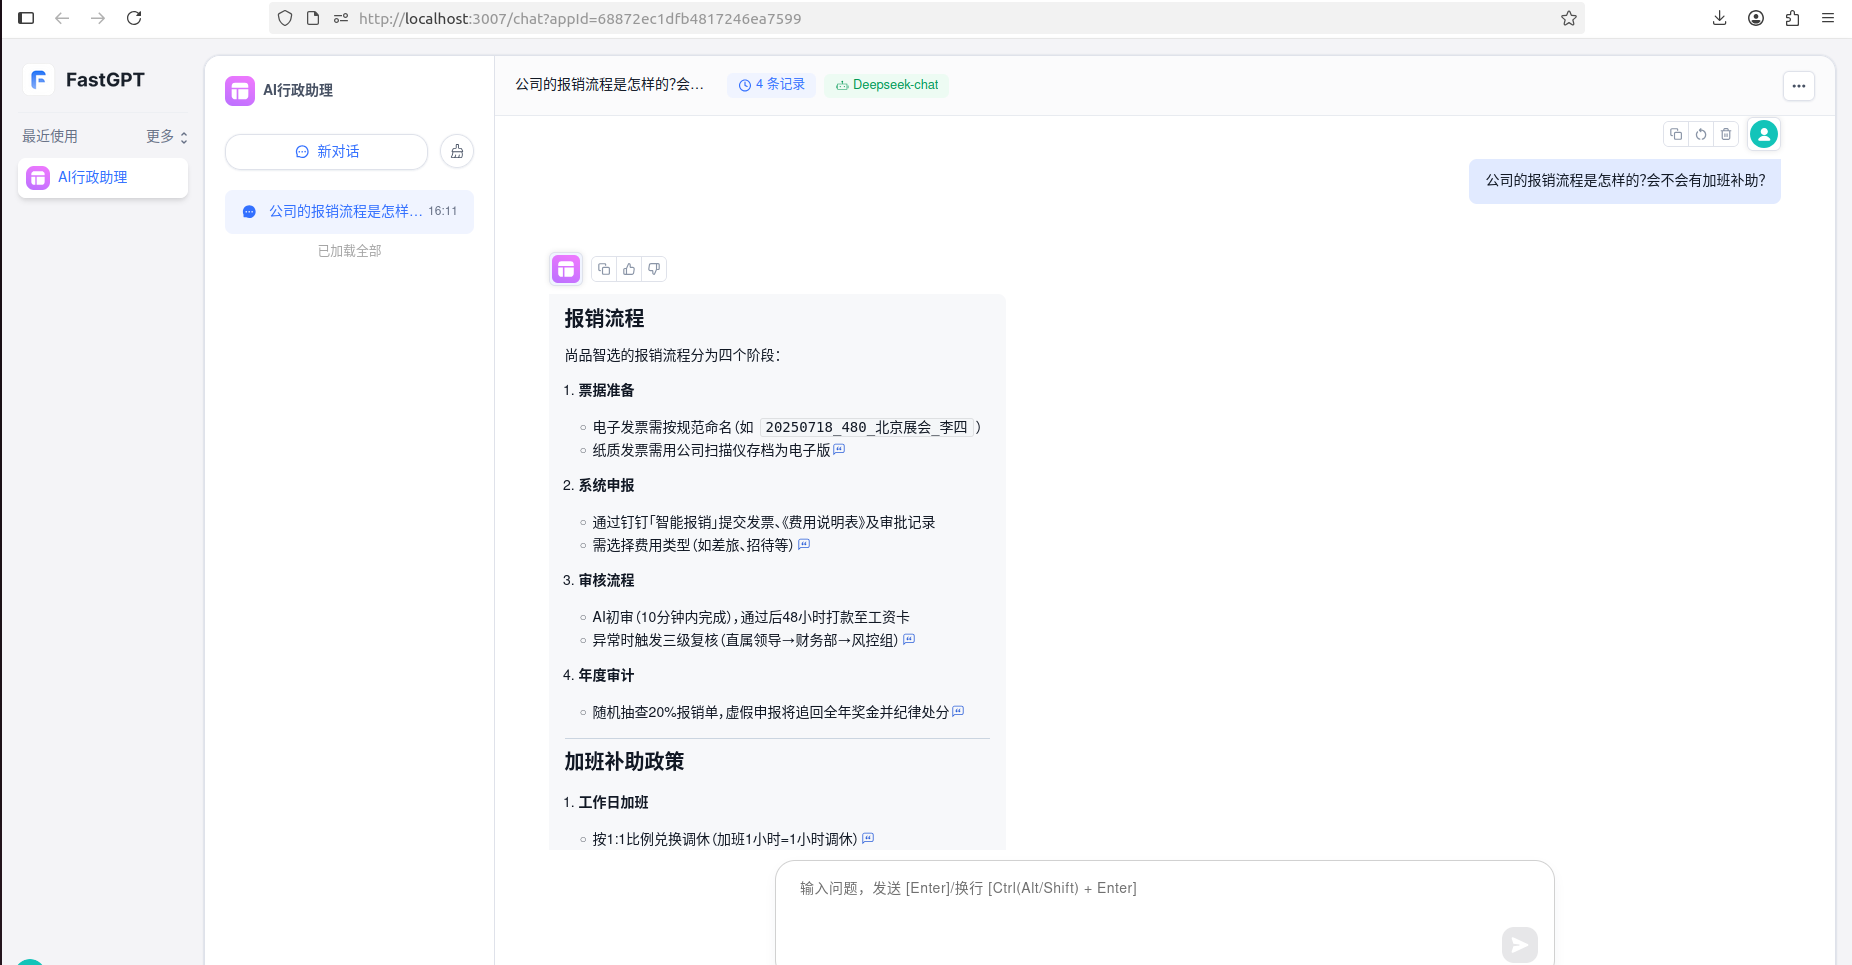 http://localhost:3007/chat?appId=68872ec1dfb4817246ea7599
FastGPT
最近使用
更多
AI行政助理
AI行政助理
新对话
公司的报销流程是怎样... 16:11
已加载全部
公司的报销流程是怎样的?会...
4 条记录
Deepseek-chat
公司的报销流程是怎样的?会不会有加班补助?
报销流程
尚品智选的报销流程分为四个阶段：
1. 票据准备
电子发票需按规范命名（如 20250718_480_北京展会_李四 ）
纸质发票需用公司扫描仪存档为电子版
2. 系统申报
通过钉钉「智能报销」提交发票、《费用说明表》及审批记录
需选择费用类型（如差旅、招待等）
3. 审核流程
AI初审（10分钟内完成），通过后48小时打款至工资卡
异常时触发三级复核（直属领导→财务部→风控组）
4. 年度审计
随机抽查20%报销单，虚假申报将追回全年奖金并纪律处分
加班补助政策
1. 工作日加班
按1:1比例兑换调休（加班1小时=1小时调休）
输入问题，发送 [Enter]/换行 [Ctrl(Alt/Shift) + Enter]